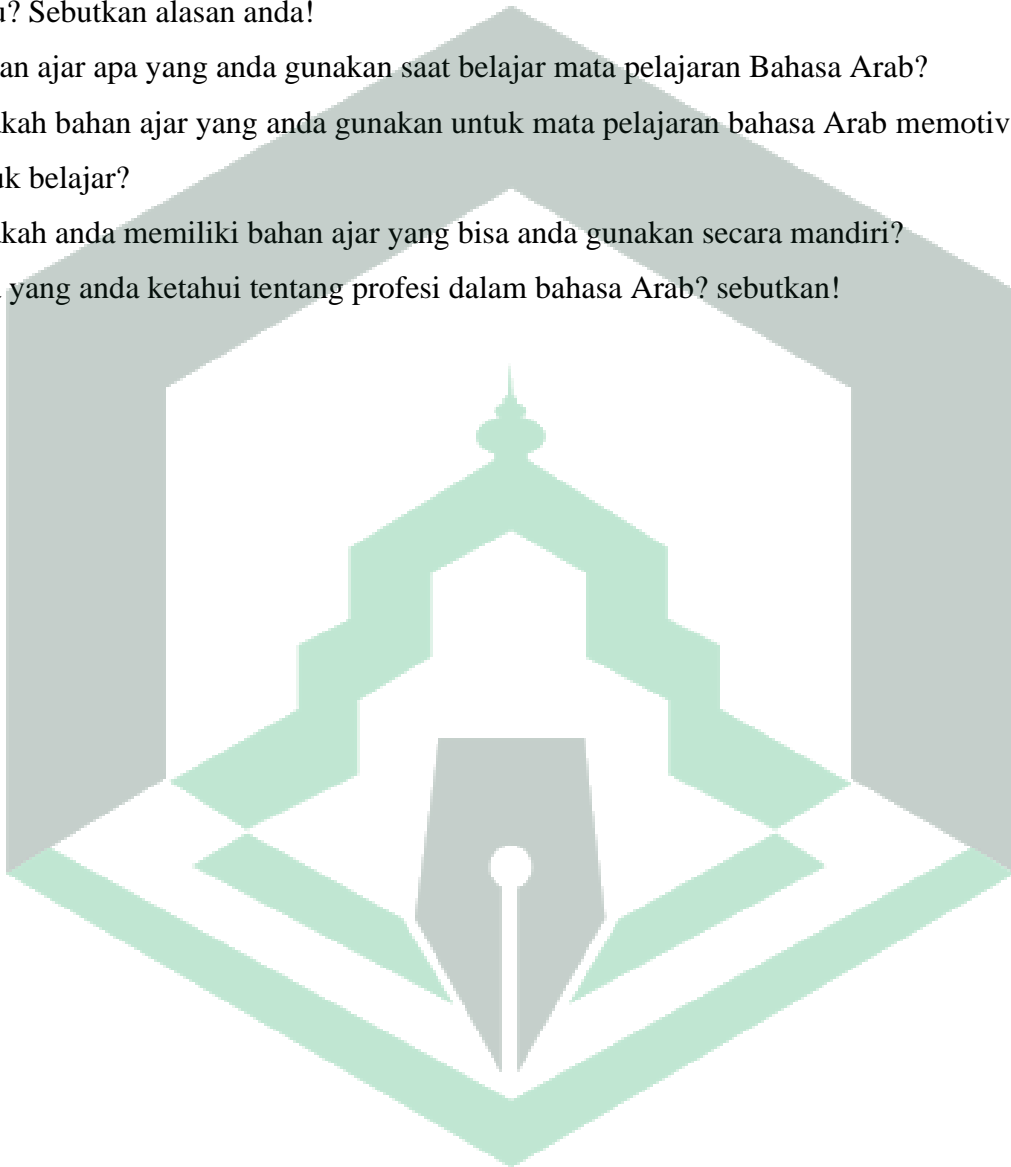 u? Sebutkan alasan anda!
an ajar apa yang anda gunakan saat belajar mata pelajaran Bahasa Arab?
kah bahan ajar yang anda gunakan untuk mata pelajaran bahasa Arab memotiv
uk belajar?
kah anda memiliki bahan ajar yang bisa anda gunakan secara mandiri?
yang anda ketahui tentang profesi dalam bahasa Arab? sebutkan!